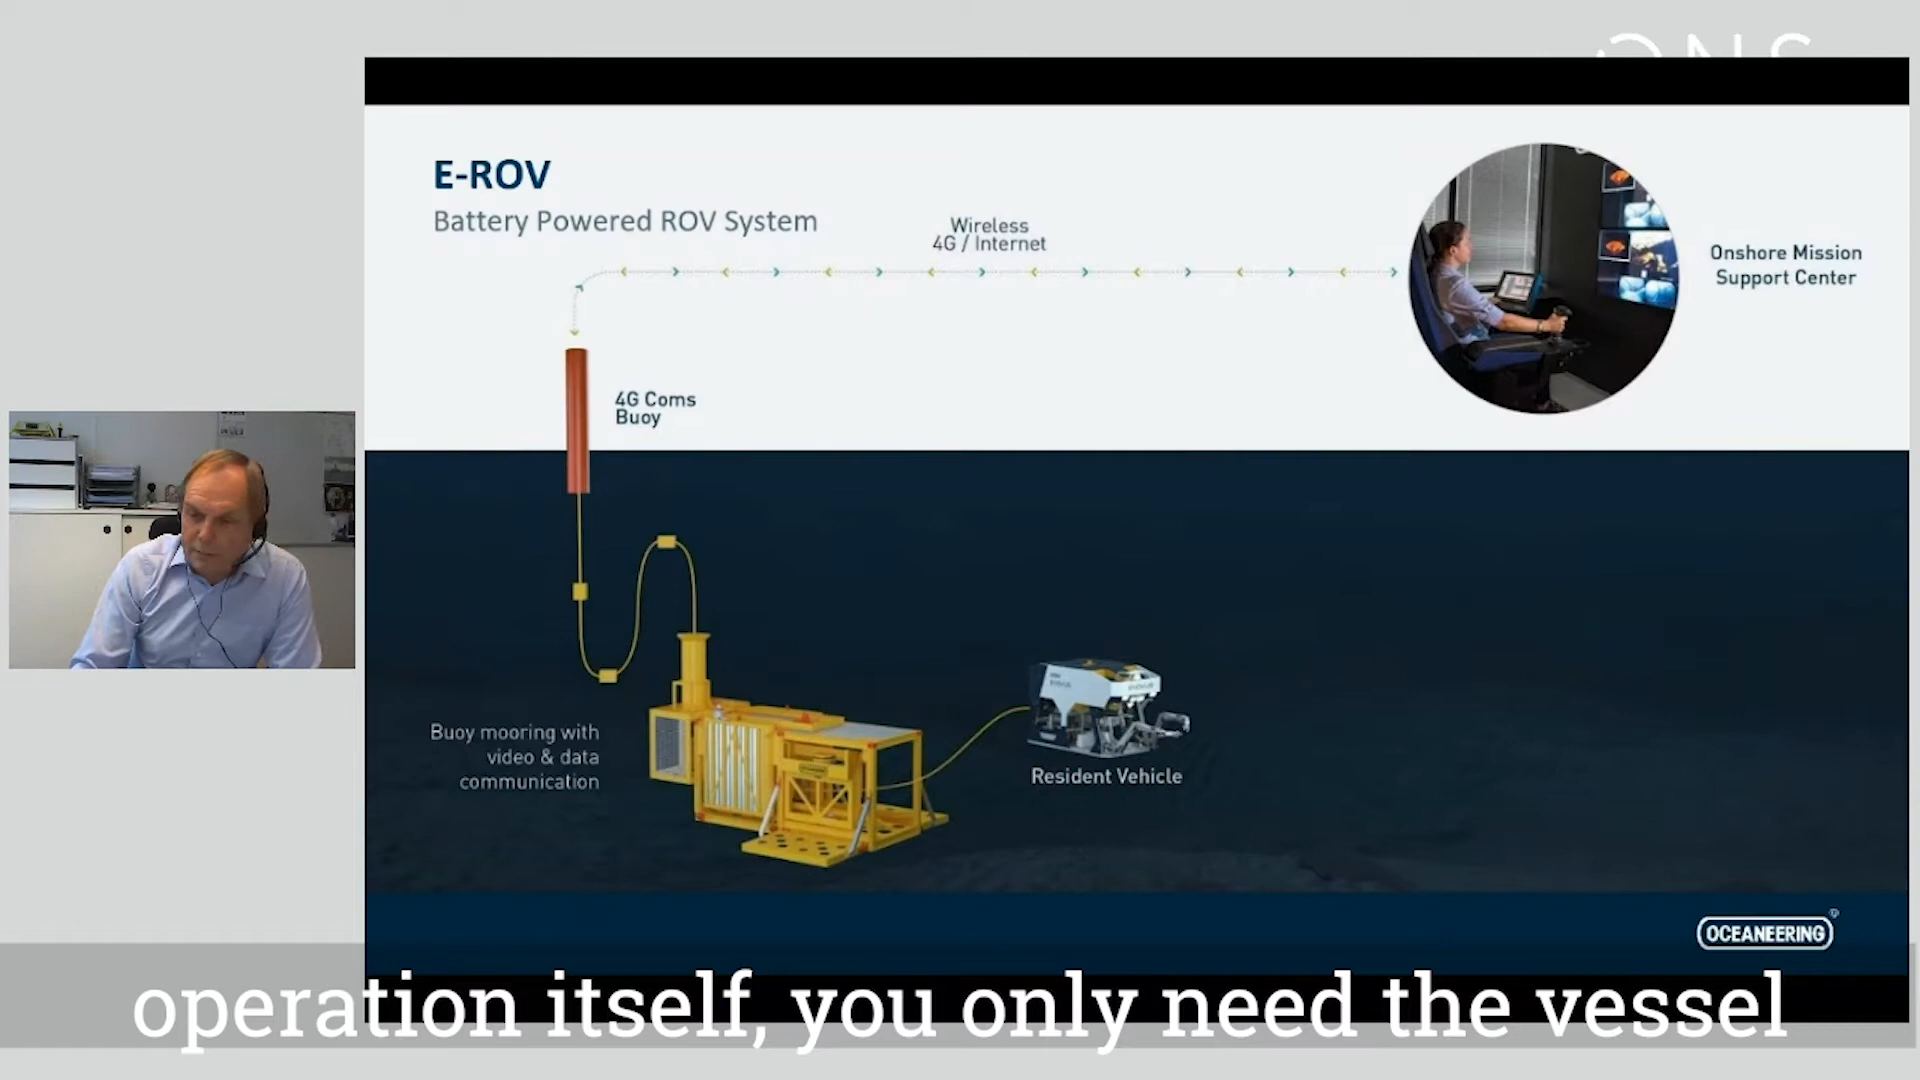 ONS
E-ROV
Battery Powered ROV System
Wireless
4G / Internet
Onshore Mission
Support Center
4G Coms
Buoy
Buoy mooring with
video & data
communication
Resident Vehicle
OCEANEERING®
operation itself, you only need the vessel